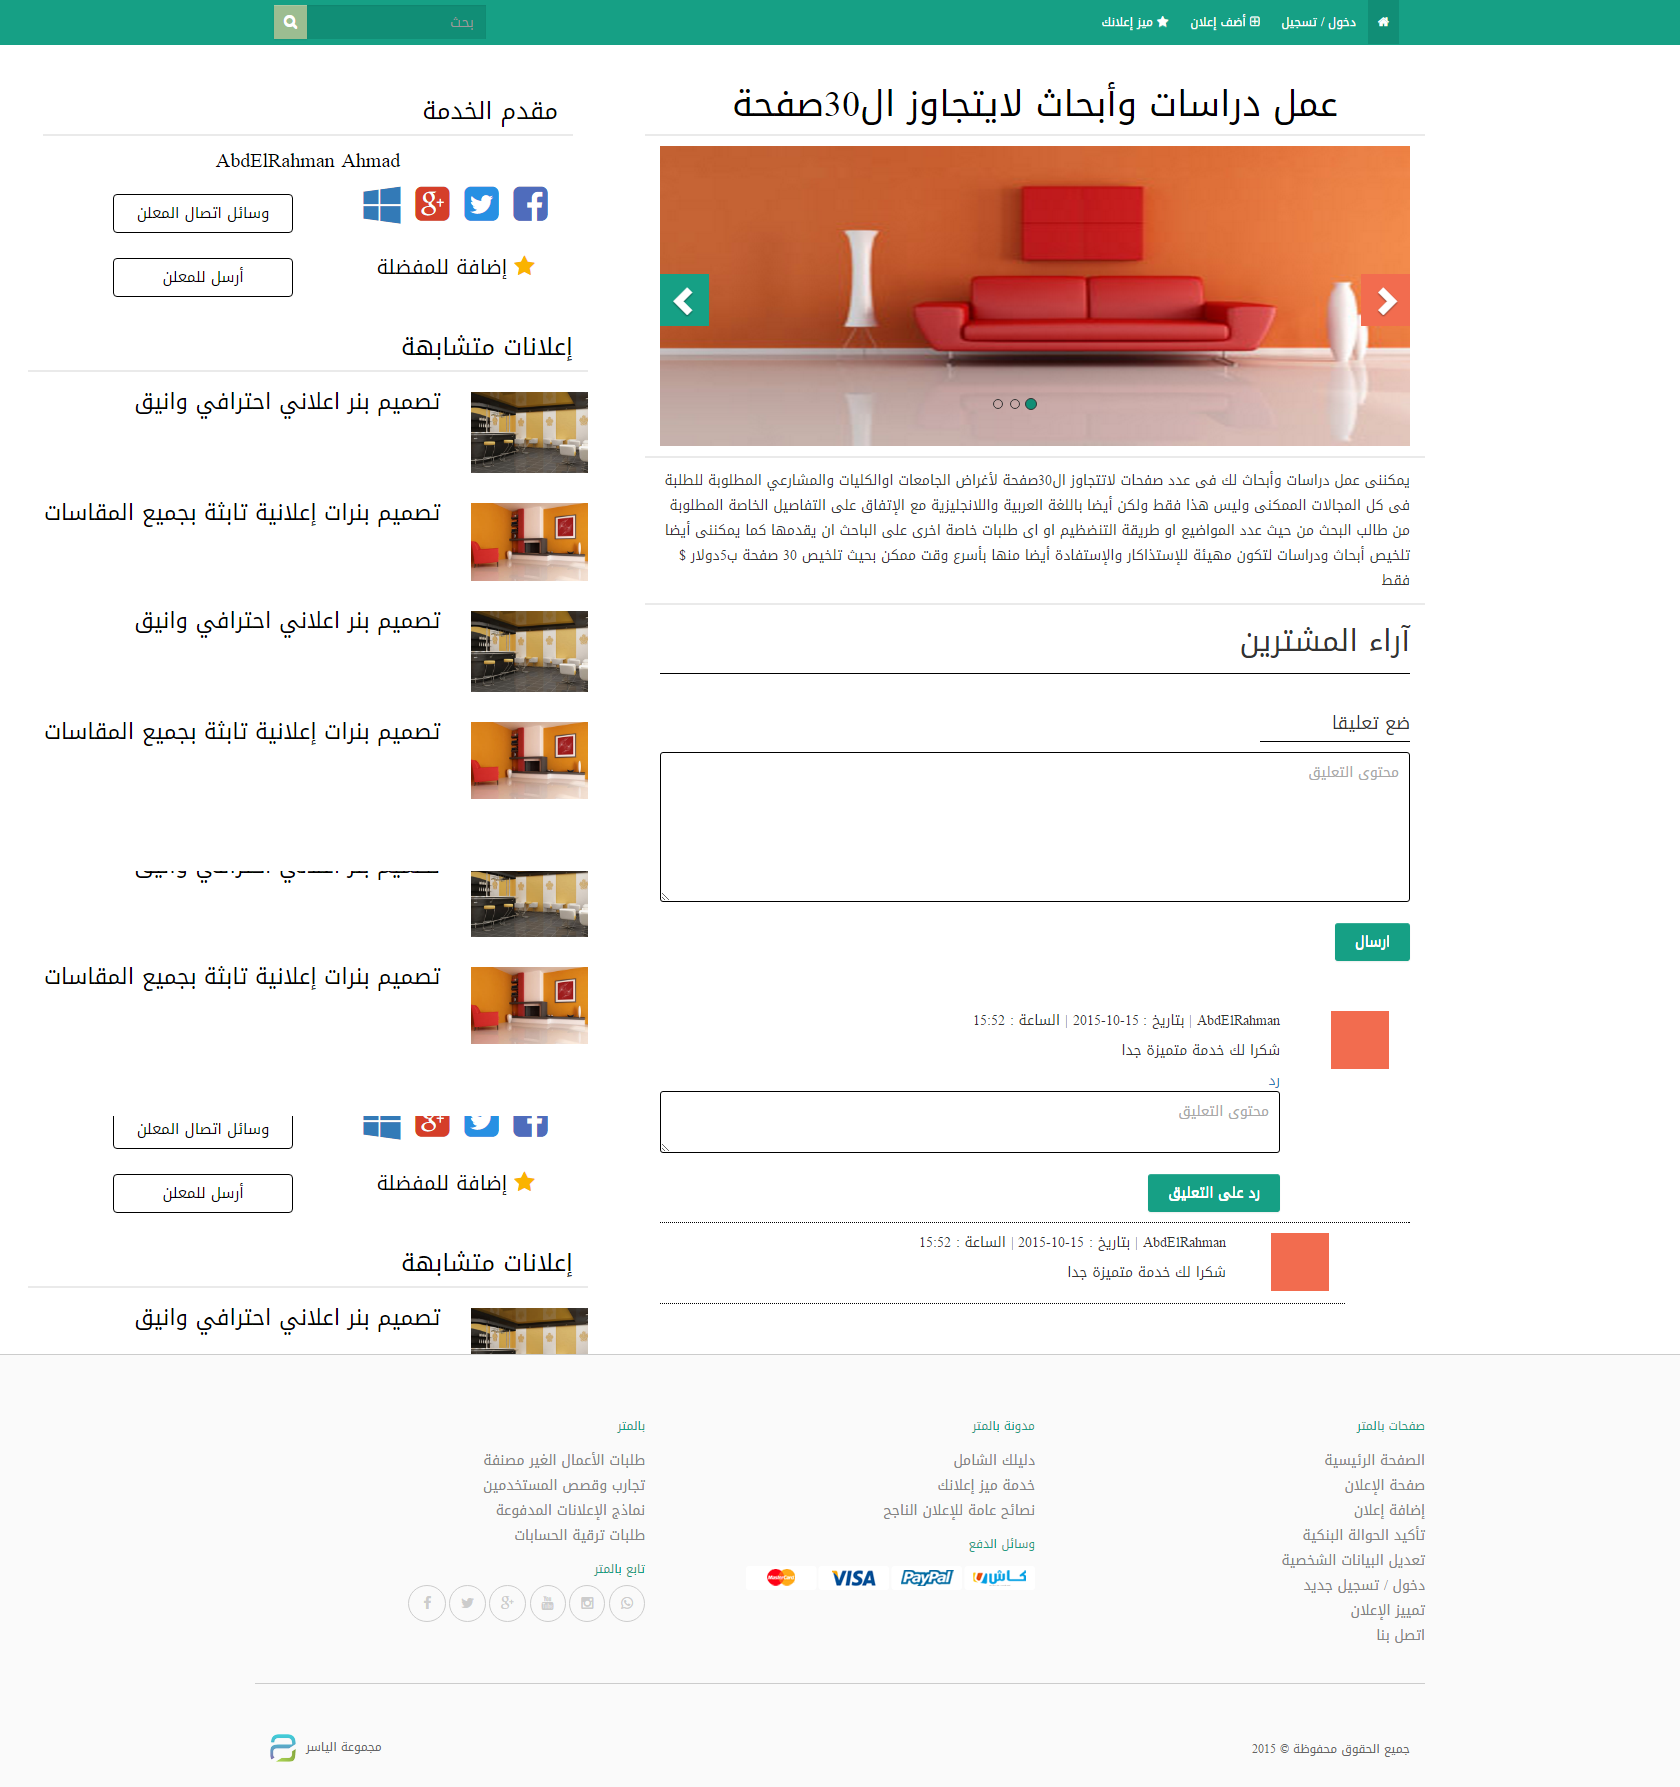 دخول / تسجيل
أضف إعلان
ميز إعلانك
بحث
عمل دراسات وأبحاث لايتجاوز ال30صفحة
يمكننى عمل دراسات وأبحاث لك فى عدد صفحات لاتتجاوز ال30صفحة لأغراض الجامعات اوالكليات والمشارعي المطلوبة للطلبة
فى كل المجالات الممكنى وليس هذا فقط ولكن أيضا باللغة العربية واللانجليزية مع الإتفاق على التفاصيل الخاصة المطلوبة
من طالب البحث من حيث عدد المواضيع او طريقة التنضظيم او اى طلبات خاصة اخرى على الباحث ان يقدمها كما يمكننى أيضا
تلخيص أبحاث ودراسات لتكون مهيئة للإستذاكار والإستفادة أيضا منها بأسرع وقت ممكن بحيث تلخيص 30 صفحة ب5دولار $
فقط
آراء المشترين
ضع تعليقا
محتوى التعليق
ارسال
AbdElRahman | بتاريخ : 15-10-2015 | الساعة : 15:52
شكرا لك خدمة متميزة جدا
رد
محتوى التعليق
رد على التعليق
AbdElRahman | بتاريخ : 15-10-2015 | الساعة : 15:52
شكرا لك خدمة متميزة جدا
مقدم الخدمة
AbdElRahman Ahmad
وسائل اتصال المعلن
إضافة للمفضلة
أرسل للمعلن
إعلانات متشابهة
تصميم بنر اعلاني احترافي وانيق
تصميم بنرات إعلانية تابثة بجميع المقاسات
تصميم بنر اعلاني احترافي وانيق
تصميم بنرات إعلانية تابثة بجميع المقاسات
تصميم بنر اعلاني احترافي وانيق
تصميم بنرات إعلانية تابثة بجميع المقاسات
وسائل اتصال المعلن
إضافة للمفضلة
أرسل للمعلن
إعلانات متشابهة
تصميم بنر اعلاني احترافي وانيق
صفحات بالمتر
الصفحة الرئيسية
صفحة الإعلان
إضافة إعلان
تأكيد الحوالة البنكية
تعديل البيانات الشخصية
دخول / تسجيل جديد
تمييز الإعلان
اتصل بنا
مدونة بالمتر
دليلك الشامل
خدمة ميز إعلانك
نصائح عامة للإعلان الناجح
وسائل الدفع
كاش
PayPal
VISA
MasterCard
بالمتر
طلبات الأعمال الغير مصنفة
تجارب وقصص المستخدمين
نماذج الإعلانات المدفوعة
طلبات ترقية الحسابات
تابع بالمتر
جميع الحقوق محفوظة © 2015
مجموعة الياسر